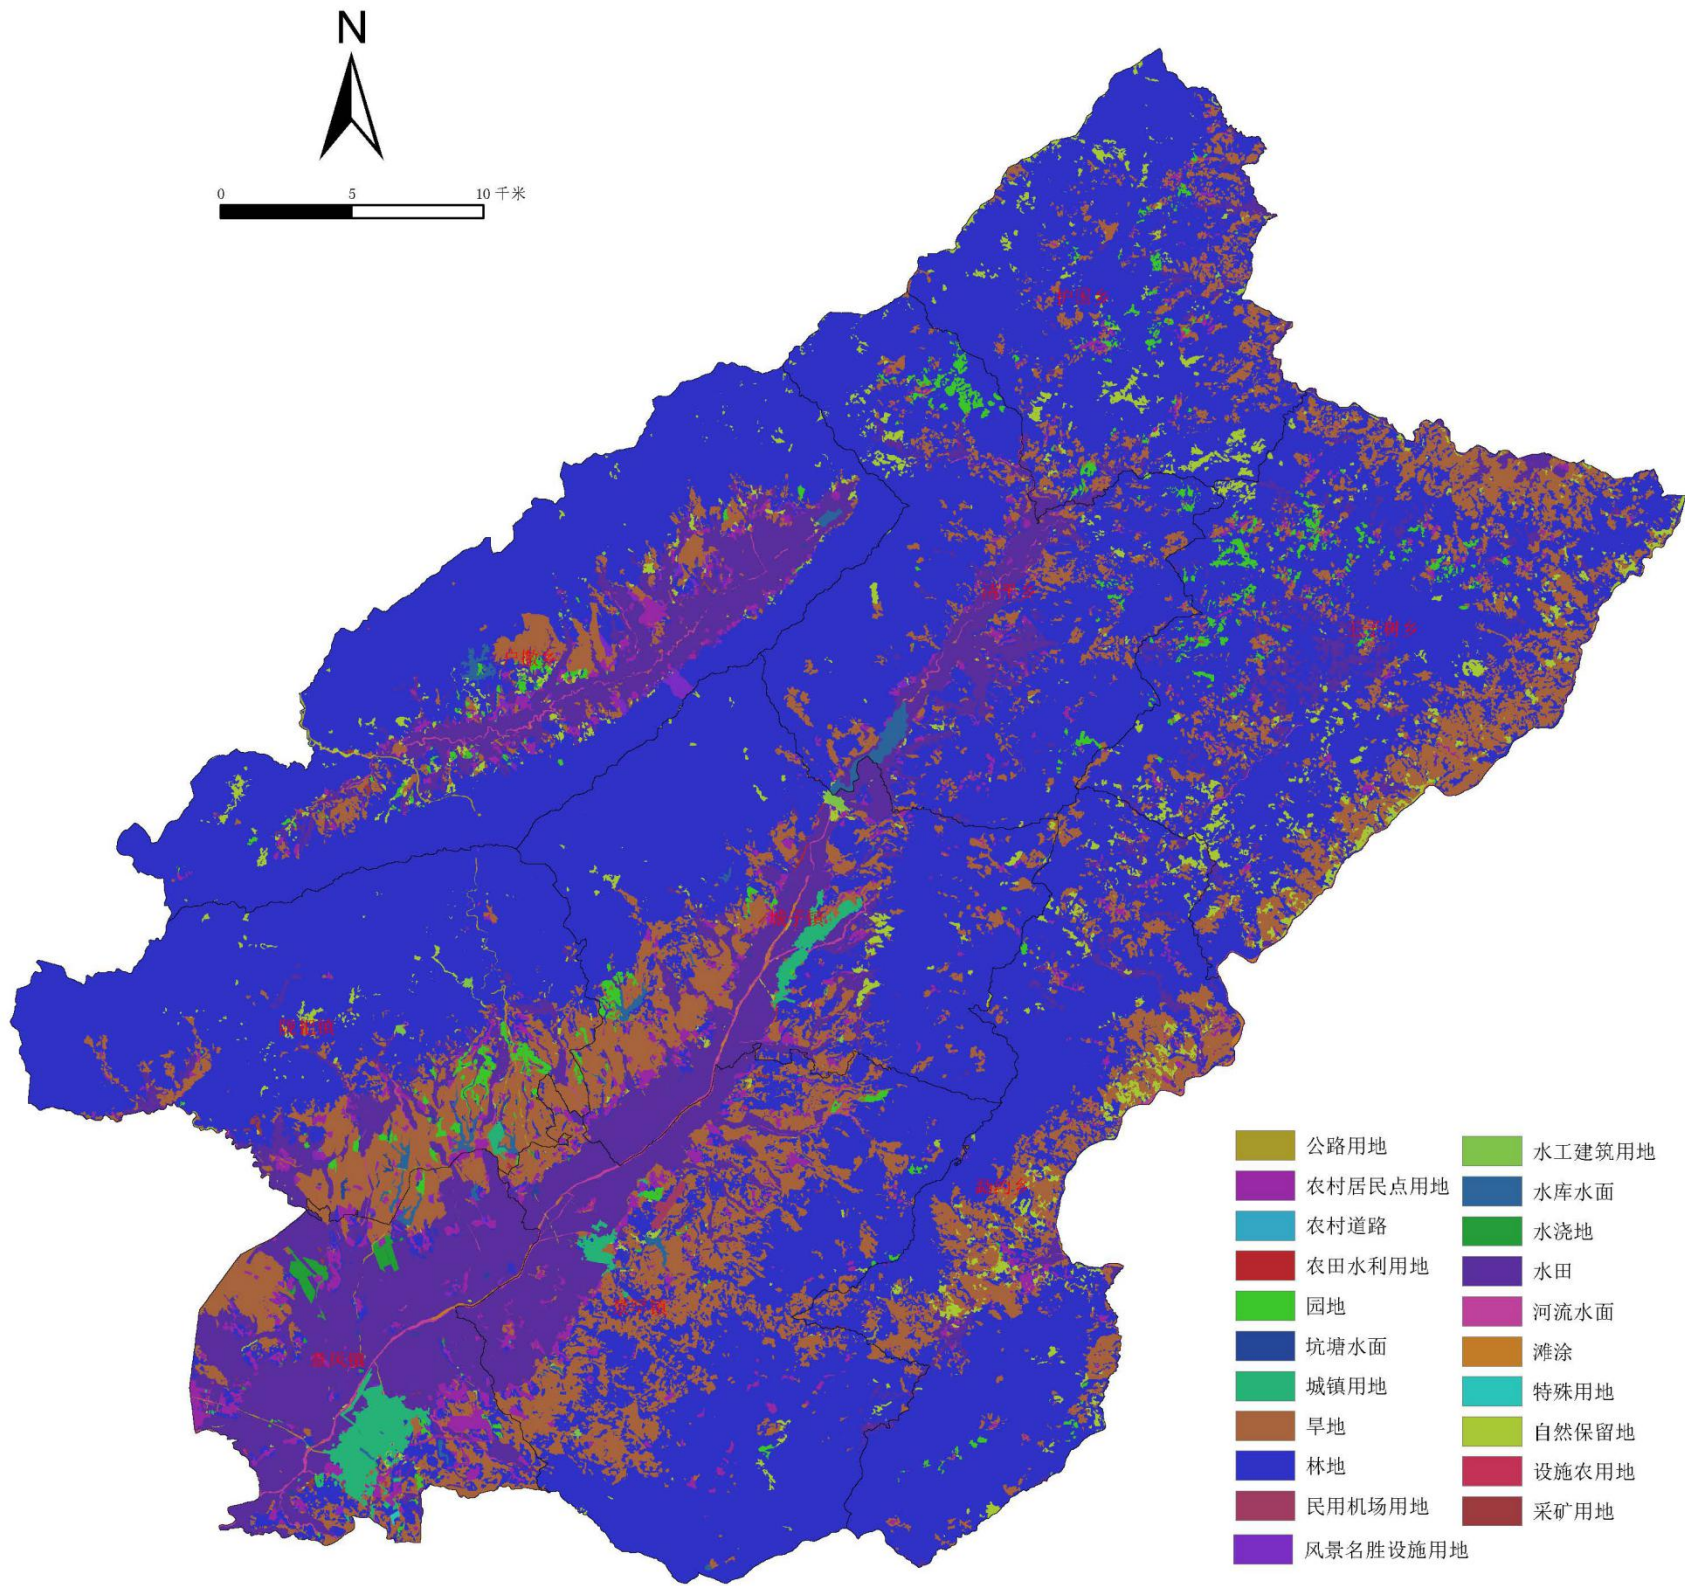 N
0 5 10 千米
公路用地
农村居民点用地
农村道路
农田水利用地
园地
坑塘水面
城镇用地
旱地
林地
民用机场用地
风景名胜设施用地
水工建筑用地
水库水面
水浇地
水田
河流水面
滩涂
特殊用地
自然保留地
设施农用地
采矿用地